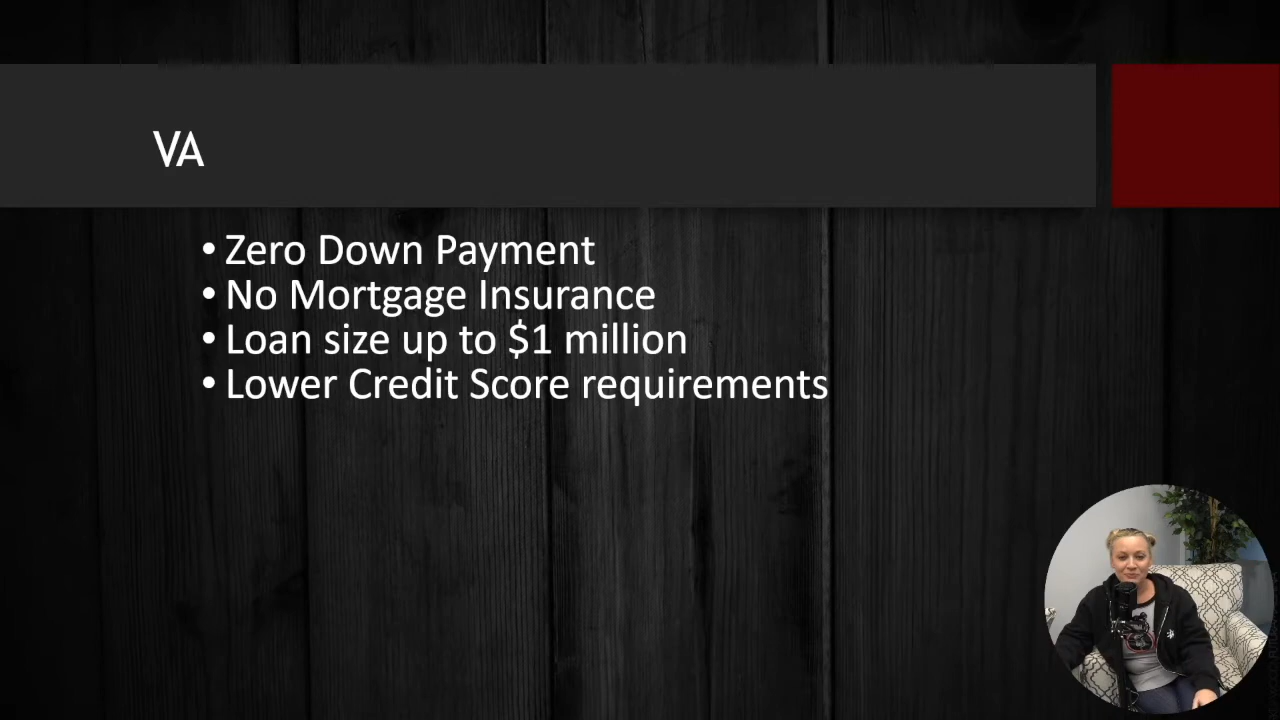 VA
• Zero Down Payment
• No Mortgage Insurance
• Loan size up to $1 million
• Lower Credit Score requirements